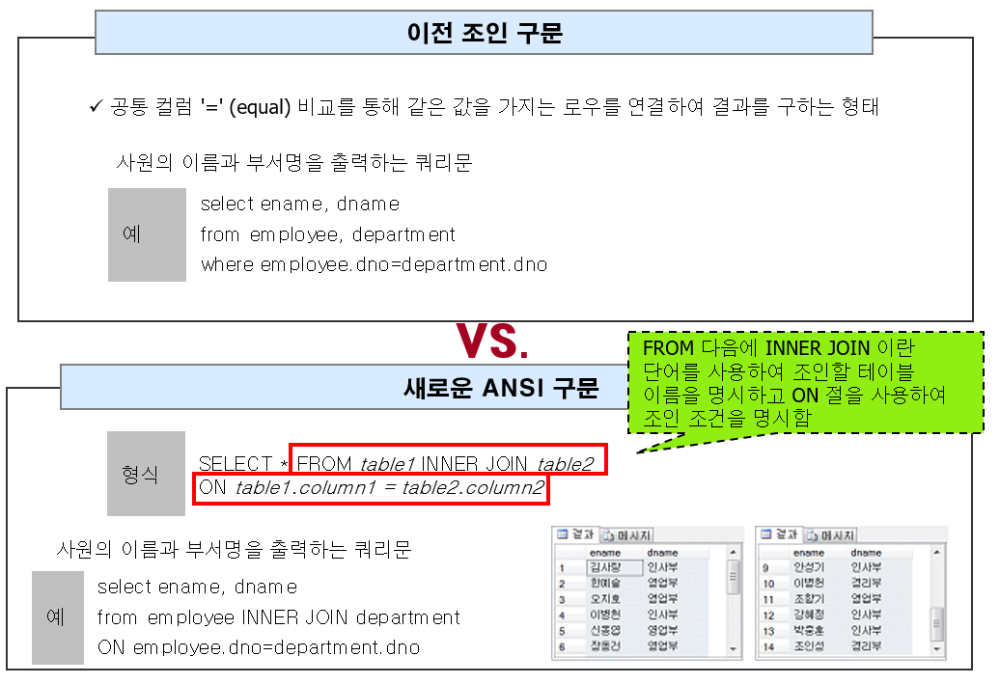 이전 조인 구문
✓ 공통 컬럼 '=' (equal) 비교를 통해 같은 값을 가지는 로우를 연결하여 결과를 구하는 형태
사원의 이름과 부서명을 출력하는 쿼리문
예
select ename, dname
from employee, department
where employee.dno=department.dno
VS.
FROM 다음에 INNER JOIN 이란
단어를 사용하여 조인할 테이블
이름을 명시하고 ON 절을 사용하여
조인 조건을 명시함
새로운 ANSI 구문
형식
SELECT * FROM table1 INNER JOIN table2
ON table1.column1 = table2.column2
사원의 이름과 부서명을 출력하는 쿼리문
예
select ename, dname
from employee INNER JOIN department
ON employee.dno=department.dno
결과 메시지
ename dname
1 김사랑 인사부
2 한예슬 영업부
3 오지호 영업부
4 이병헌 인사부
5 신동엽 영업부
6 장동건 영업부
결과 메시지
ename dname
9 안성기 인사부
10 이병헌 경리부
11 조향기 영업부
12 강혜정 인사부
13 박중훈 인사부
14 조인성 경리부